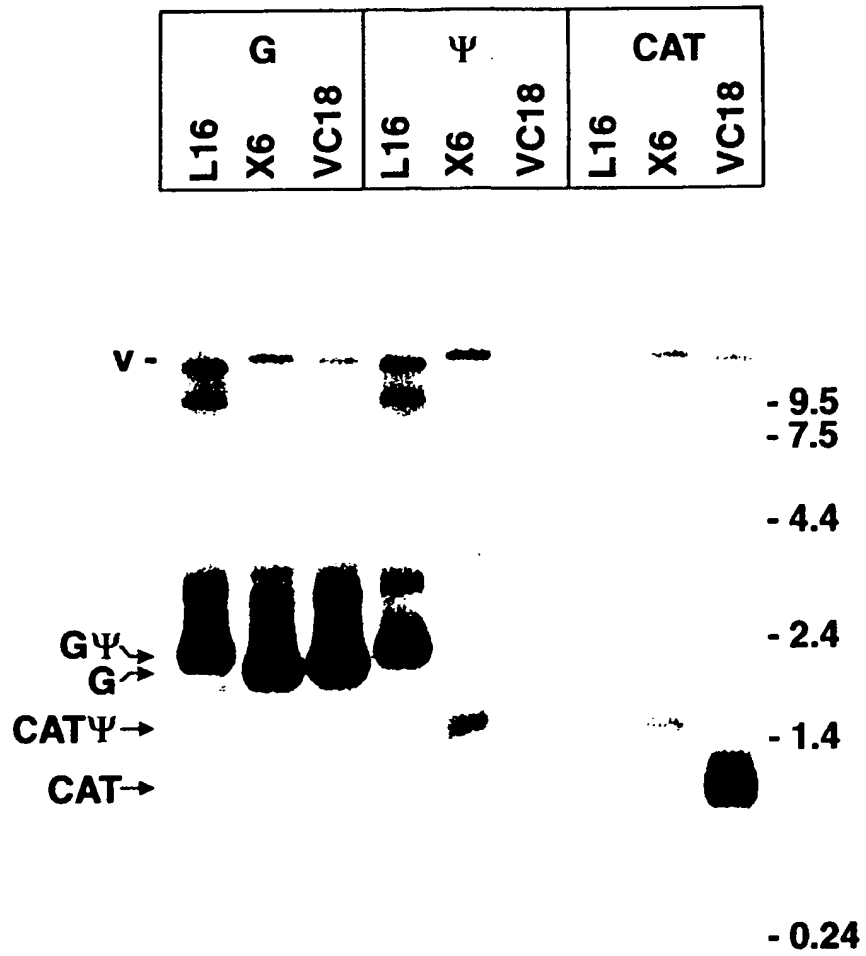 G Ψ CAT
L16 X6 VC18 L16 X6 VC18 L16 X6 VC18
V -
- 9.5
- 7.5
- 4.4
- 2.4
GΨ
G
CATΨ
- 1.4
CAT
- 0.24